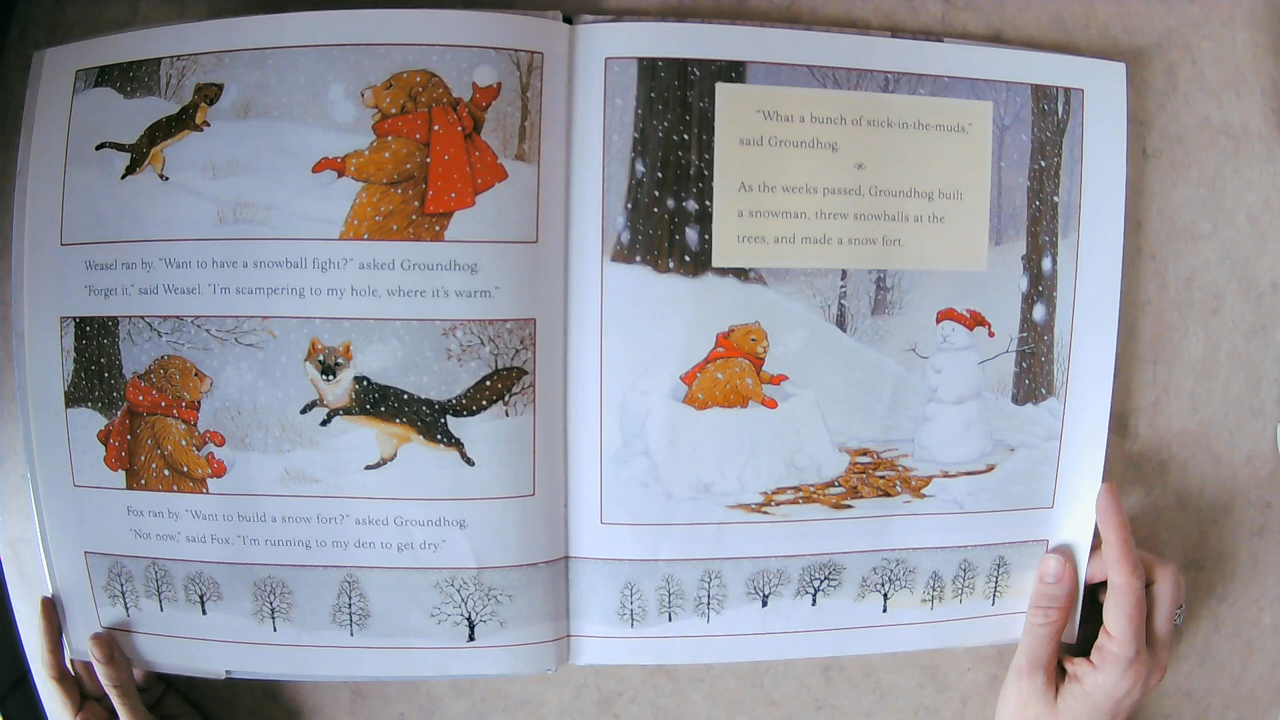 Weasel ran by. "Want to have a snowball fight?" asked Groundhog.
"Forget it," said Weasel. "I'm scampering to my hole, where it's warm."
Fox ran by. "Want to build a snow fort?" asked Groundhog.
"Not now," said Fox. "I'm running to my den to get dry."
"What a bunch of stick-in-the-muds,"
said Groundhog.
As the weeks passed, Groundhog built
a snowman, threw snowballs at the
trees, and made a snow fort.